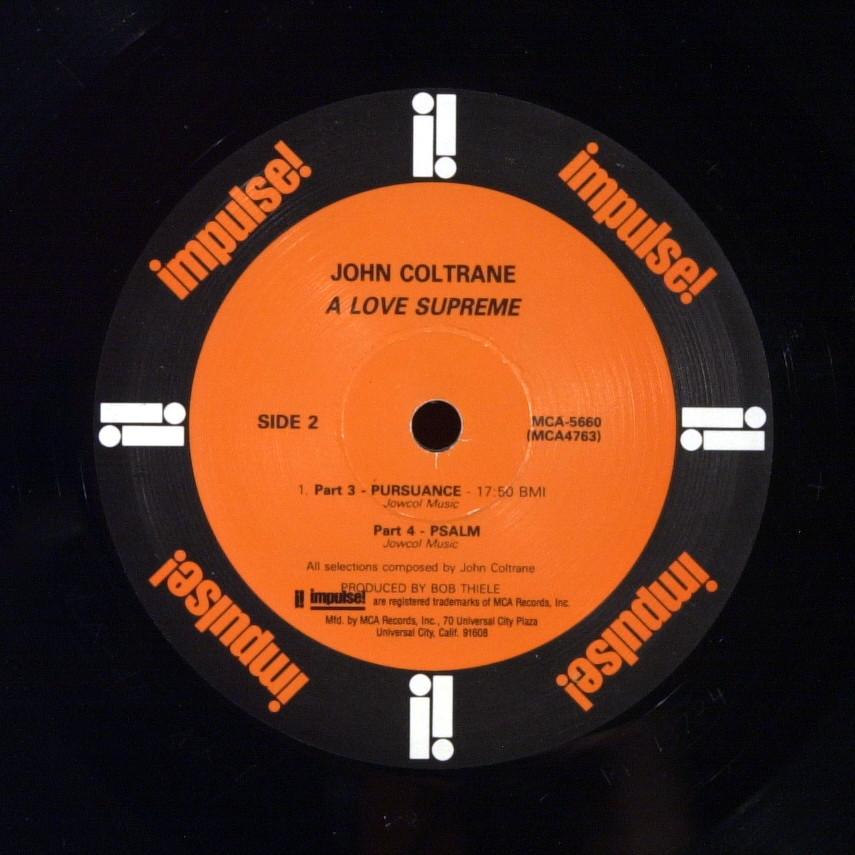 impulse!
impulse!
JOHN COLTRANE
A LOVE SUPREME
SIDE 2
MCA-5660
(MCA4763)
1. Part 3 - PURSUANCE - 17:50 BMI
Jowcol Music
Part 4 - PSALM
Jowcol Music
All selections composed by John Coltrane
PRODUCED BY BOB THIELE
impulse! are registered trademarks of MCA Records, Inc.
Mfd. by MCA Records, Inc., 70 Universal City Plaza
Universal City, Calif. 91608
impulse!
impulse!